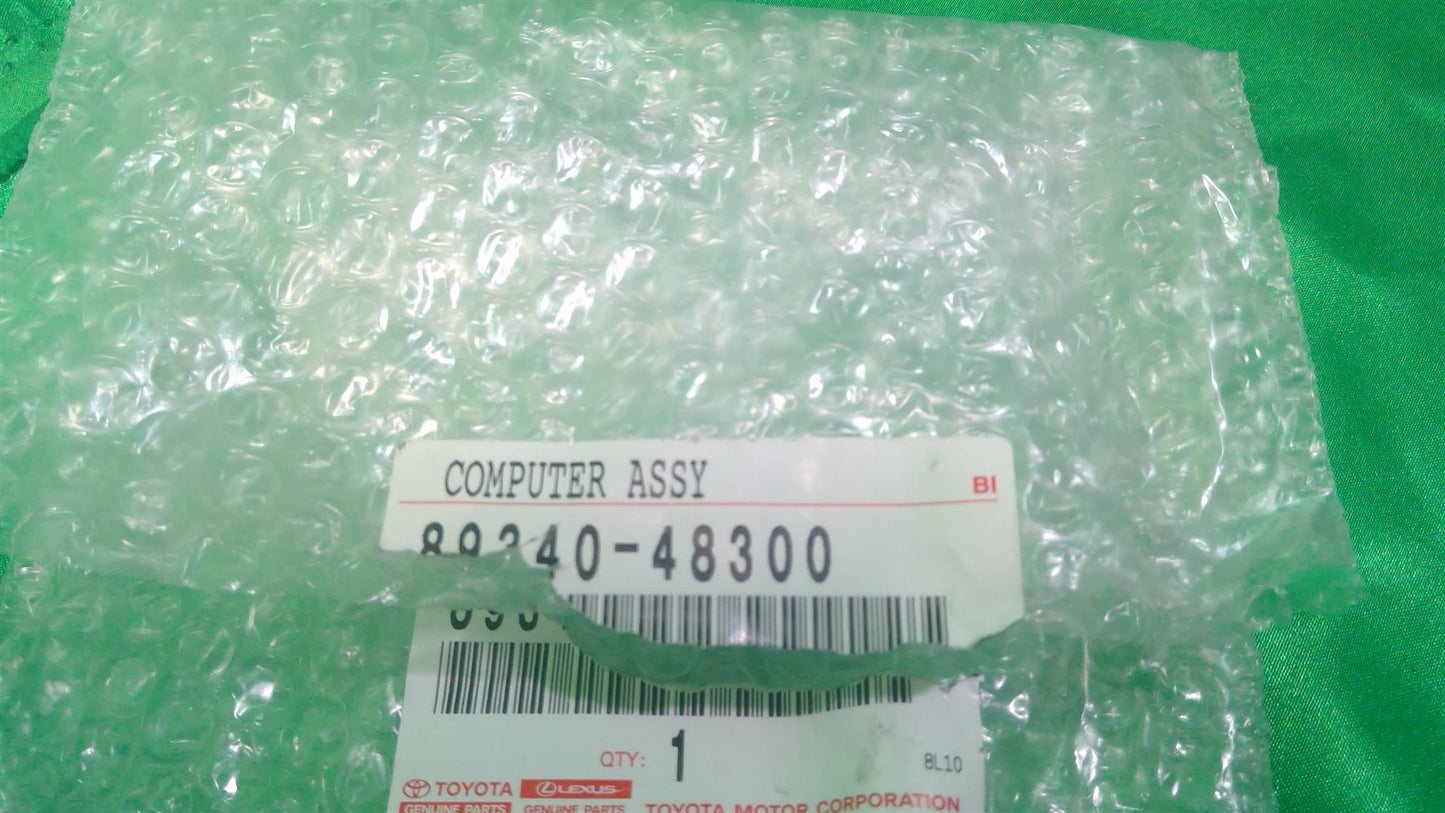 COMPUTER ASSY
BI
89340-48300
QTY: 1
8L10
TOYOTA LEXUS
GENUINE PARTS GENUINE PARTS TOYOTA MOTOR CORPORATION